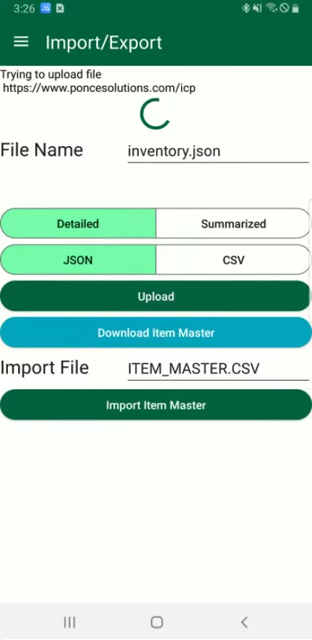 3:26
Import/Export
Trying to upload file
https://www.poncesolutions.com/icp
File Name
inventory.json
Detailed
Summarized
JSON
CSV
Upload
Download Item Master
Import File
ITEM_MASTER.CSV
Import Item Master